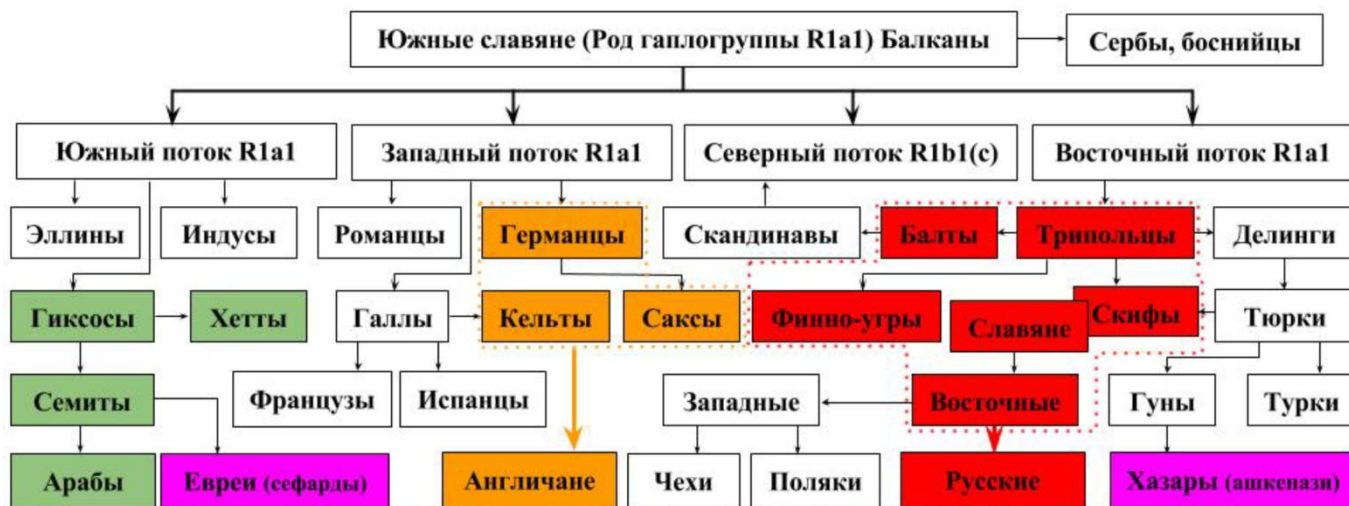 Южные славяне (Род гаплогруппы R1a1) Балканы
Сербы, боснийцы
Южный поток R1a1
Западный поток R1a1
Северный поток R1b1(c)
Восточный поток R1a1
Эллины
Индусы
Романцы
Германцы
Скандинавы
Балты
Трипольцы
Делинги
Гиксосы
Хетты
Галлы
Кельты
Саксы
Финно-угры
Славяне
Скифы
Тюрки
Семиты
Французы
Испанцы
Западные
Восточные
Гуны
Турки
Арабы
Евреи (сефарды)
Англичане
Чехи
Поляки
Русские
Хазары (ашкенази)